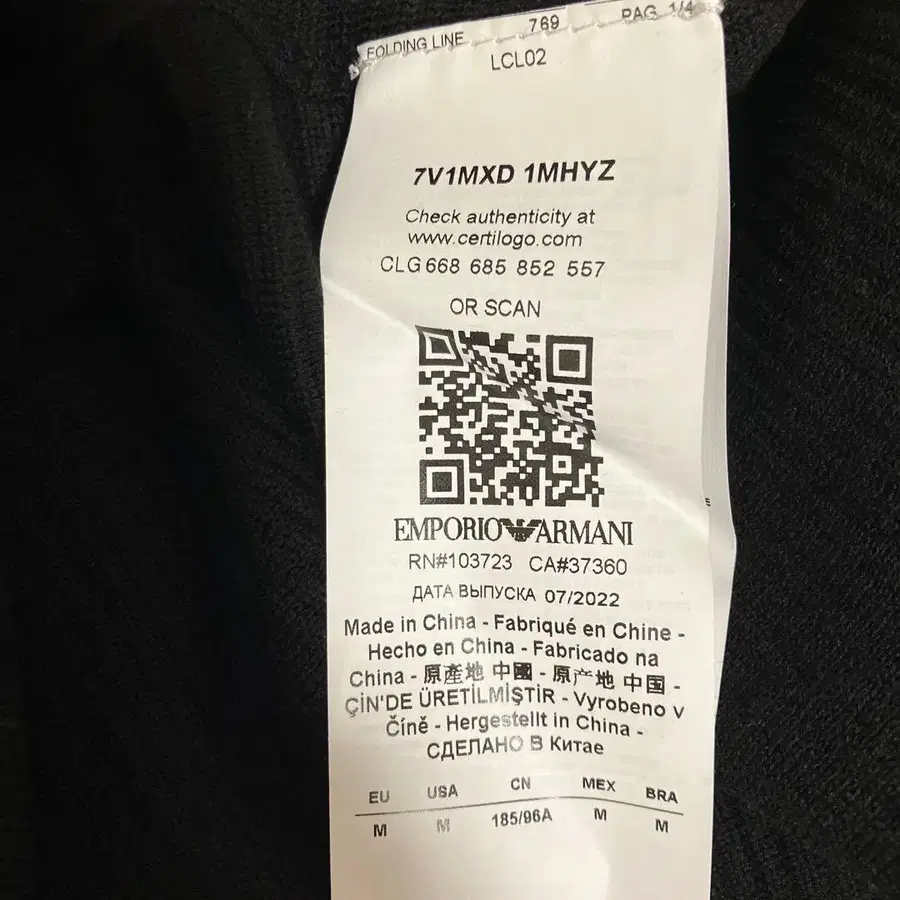 FOLDING LINE 769 PAG 1/4
LCL02
7V1MXD 1MHYZ
Check authenticity at
www.certilogo.com
CLG 668 685 852 557
OR SCAN
EMPORIO ARMANI
RN#103723 CA#37360
ДАТА ВЫПУСКА 07/2022
Made in China - Fabriqué en Chine -
Hecho en China - Fabricado na
China - 原產地 中國 - 原产地 中国 -
ÇİN'DE ÜRETİLMİŞTİR - Vyrobeno v
Číně - Hergestellt in China -
СДЕЛАНО В Китае
EU USA CN MEX BRA
M M 185/96A M M